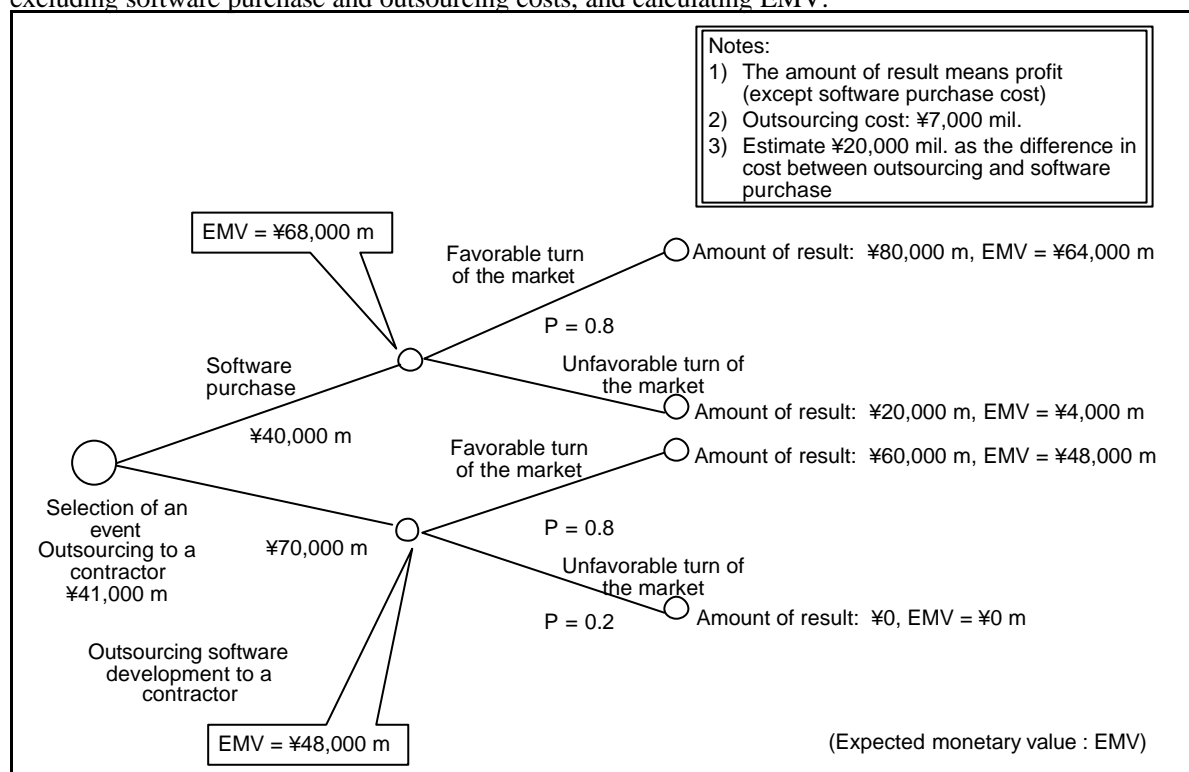 excluding software purchase and outsourcing costs, and calculating EMV.
Notes:
1) The amount of result means profit
(except software purchase cost)
2) Outsourcing cost: ¥7,000 mil.
3) Estimate ¥20,000 mil. as the difference in
cost between outsourcing and software
purchase
EMV = ¥68,000 m
Favorable turn
of the market
Amount of result: ¥80,000 m, EMV = ¥64,000 m
P = 0.8
Software
purchase
Unfavorable turn of
the market
Amount of result: ¥20,000 m, EMV = ¥4,000 m
¥40,000 m
Favorable turn
of the market
Amount of result: ¥60,000 m, EMV = ¥48,000 m
Selection of an
event
Outsourcing to a
contractor
¥41,000 m
¥70,000 m
P = 0.8
Unfavorable turn of
the market
P = 0.2
Amount of result: ¥0, EMV = ¥0 m
Outsourcing software
development to a
contractor
EMV = ¥48,000 m
(Expected monetary value : EMV)